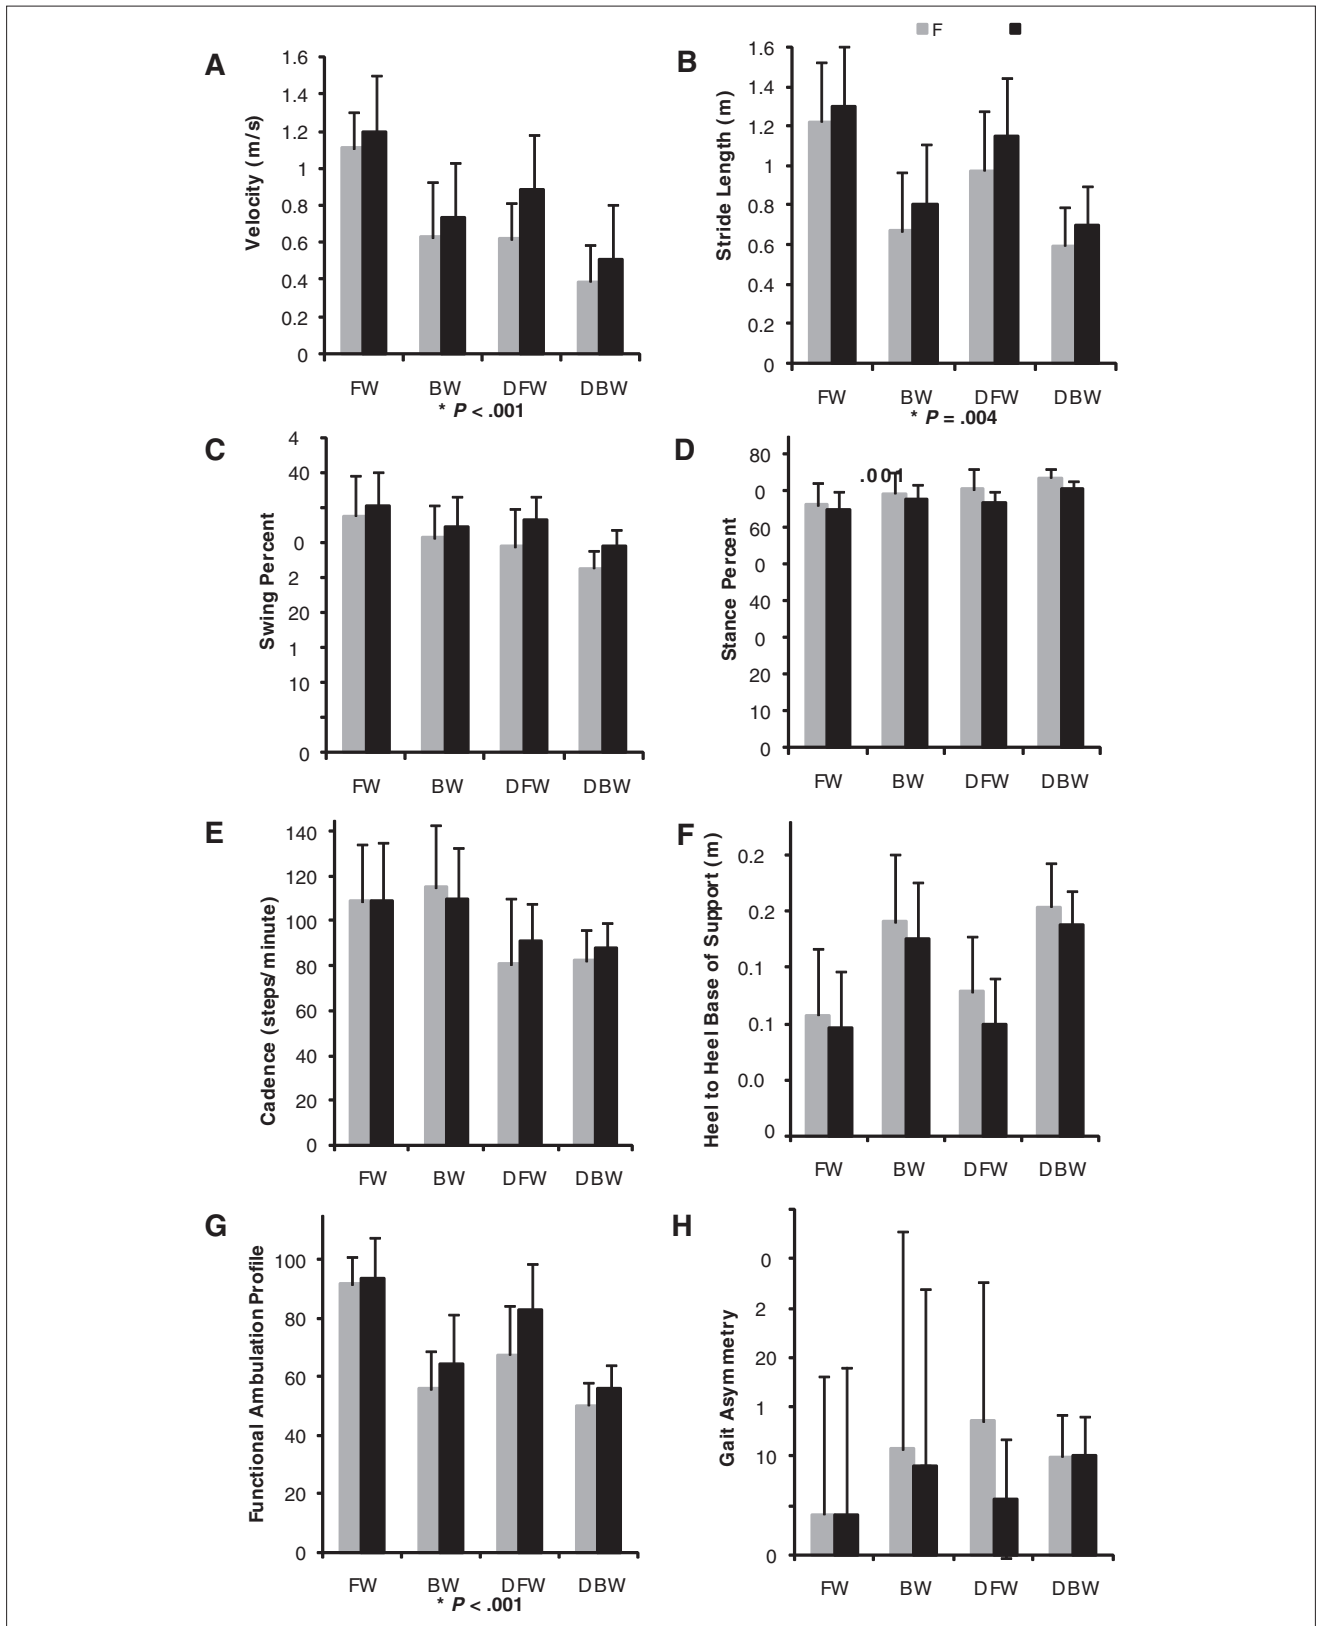 F
A
Velocity (m/s)
1.6
1.4
1.2
1
0.8
0.6
0.4
0.2
0
FW BW DFW DBW
* P < .001
B
Stride Length (m)
1.6
1.4
1.2
1
0.8
0.6
0.4
0.2
0
FW BW DFW DBW
* P = .004
C
Swing Percent
4
40
0
2
20
1
10
0
FW BW DFW DBW
D
Stance Percent
.001
80
0
60
0
40
0
20
10
0
FW BW DFW DBW
E
Cadence (steps/minute)
140
120
100
80
60
40
20
0
FW BW DFW DBW
F
Heel to Heel Base of Support (m)
0.2
0.2
0.1
0.1
0.0
0
FW BW DFW DBW
G
Functional Ambulation Profile
100
80
60
40
20
0
FW BW DFW DBW
* P < .001
H
Gait Asymmetry
0
2
20
1
10
0
FW BW DFW DBW